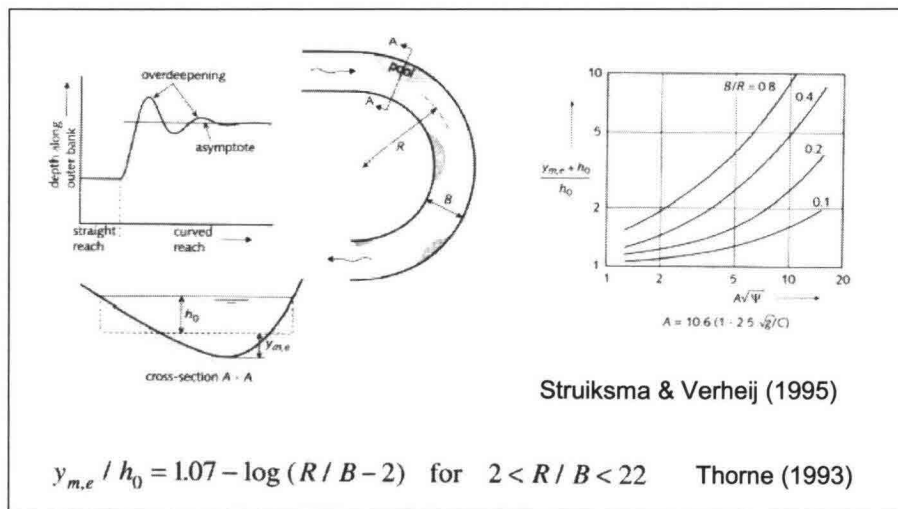 overdeepening
asymptote
depth along
outer bank
straight
reach
curved
reach
A
pool
A
R
B
h₀
yₘ,ₑ
cross-section A - A
10
5
2
1
yₘ,ₑ + h₀
h₀
B/R = 0.8
0.4
0.2
0.1
1 2 5 10 20
A√Ψ
A = 10·6 (1 - 2·5 √g/C)
Struiksma & Verheij (1995)
yₘ,ₑ / h₀ = 1.07 − log (R / B − 2) for 2 < R / B < 22 Thorne (1993)